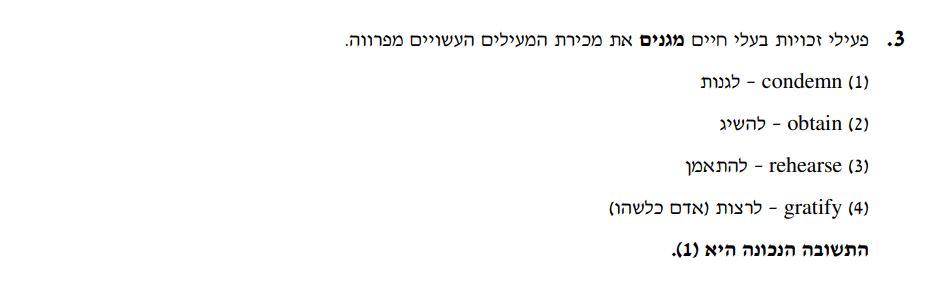 3. פעילי זכויות בעלי חיים מגנים את מכירת המעילים העשויים מפרווה.
(1) condemn – לגנות
(2) obtain – להשיג
(3) rehearse – להתאמן
(4) gratify – לרצות (אדם כלשהו)
התשובה הנכונה היא (1).